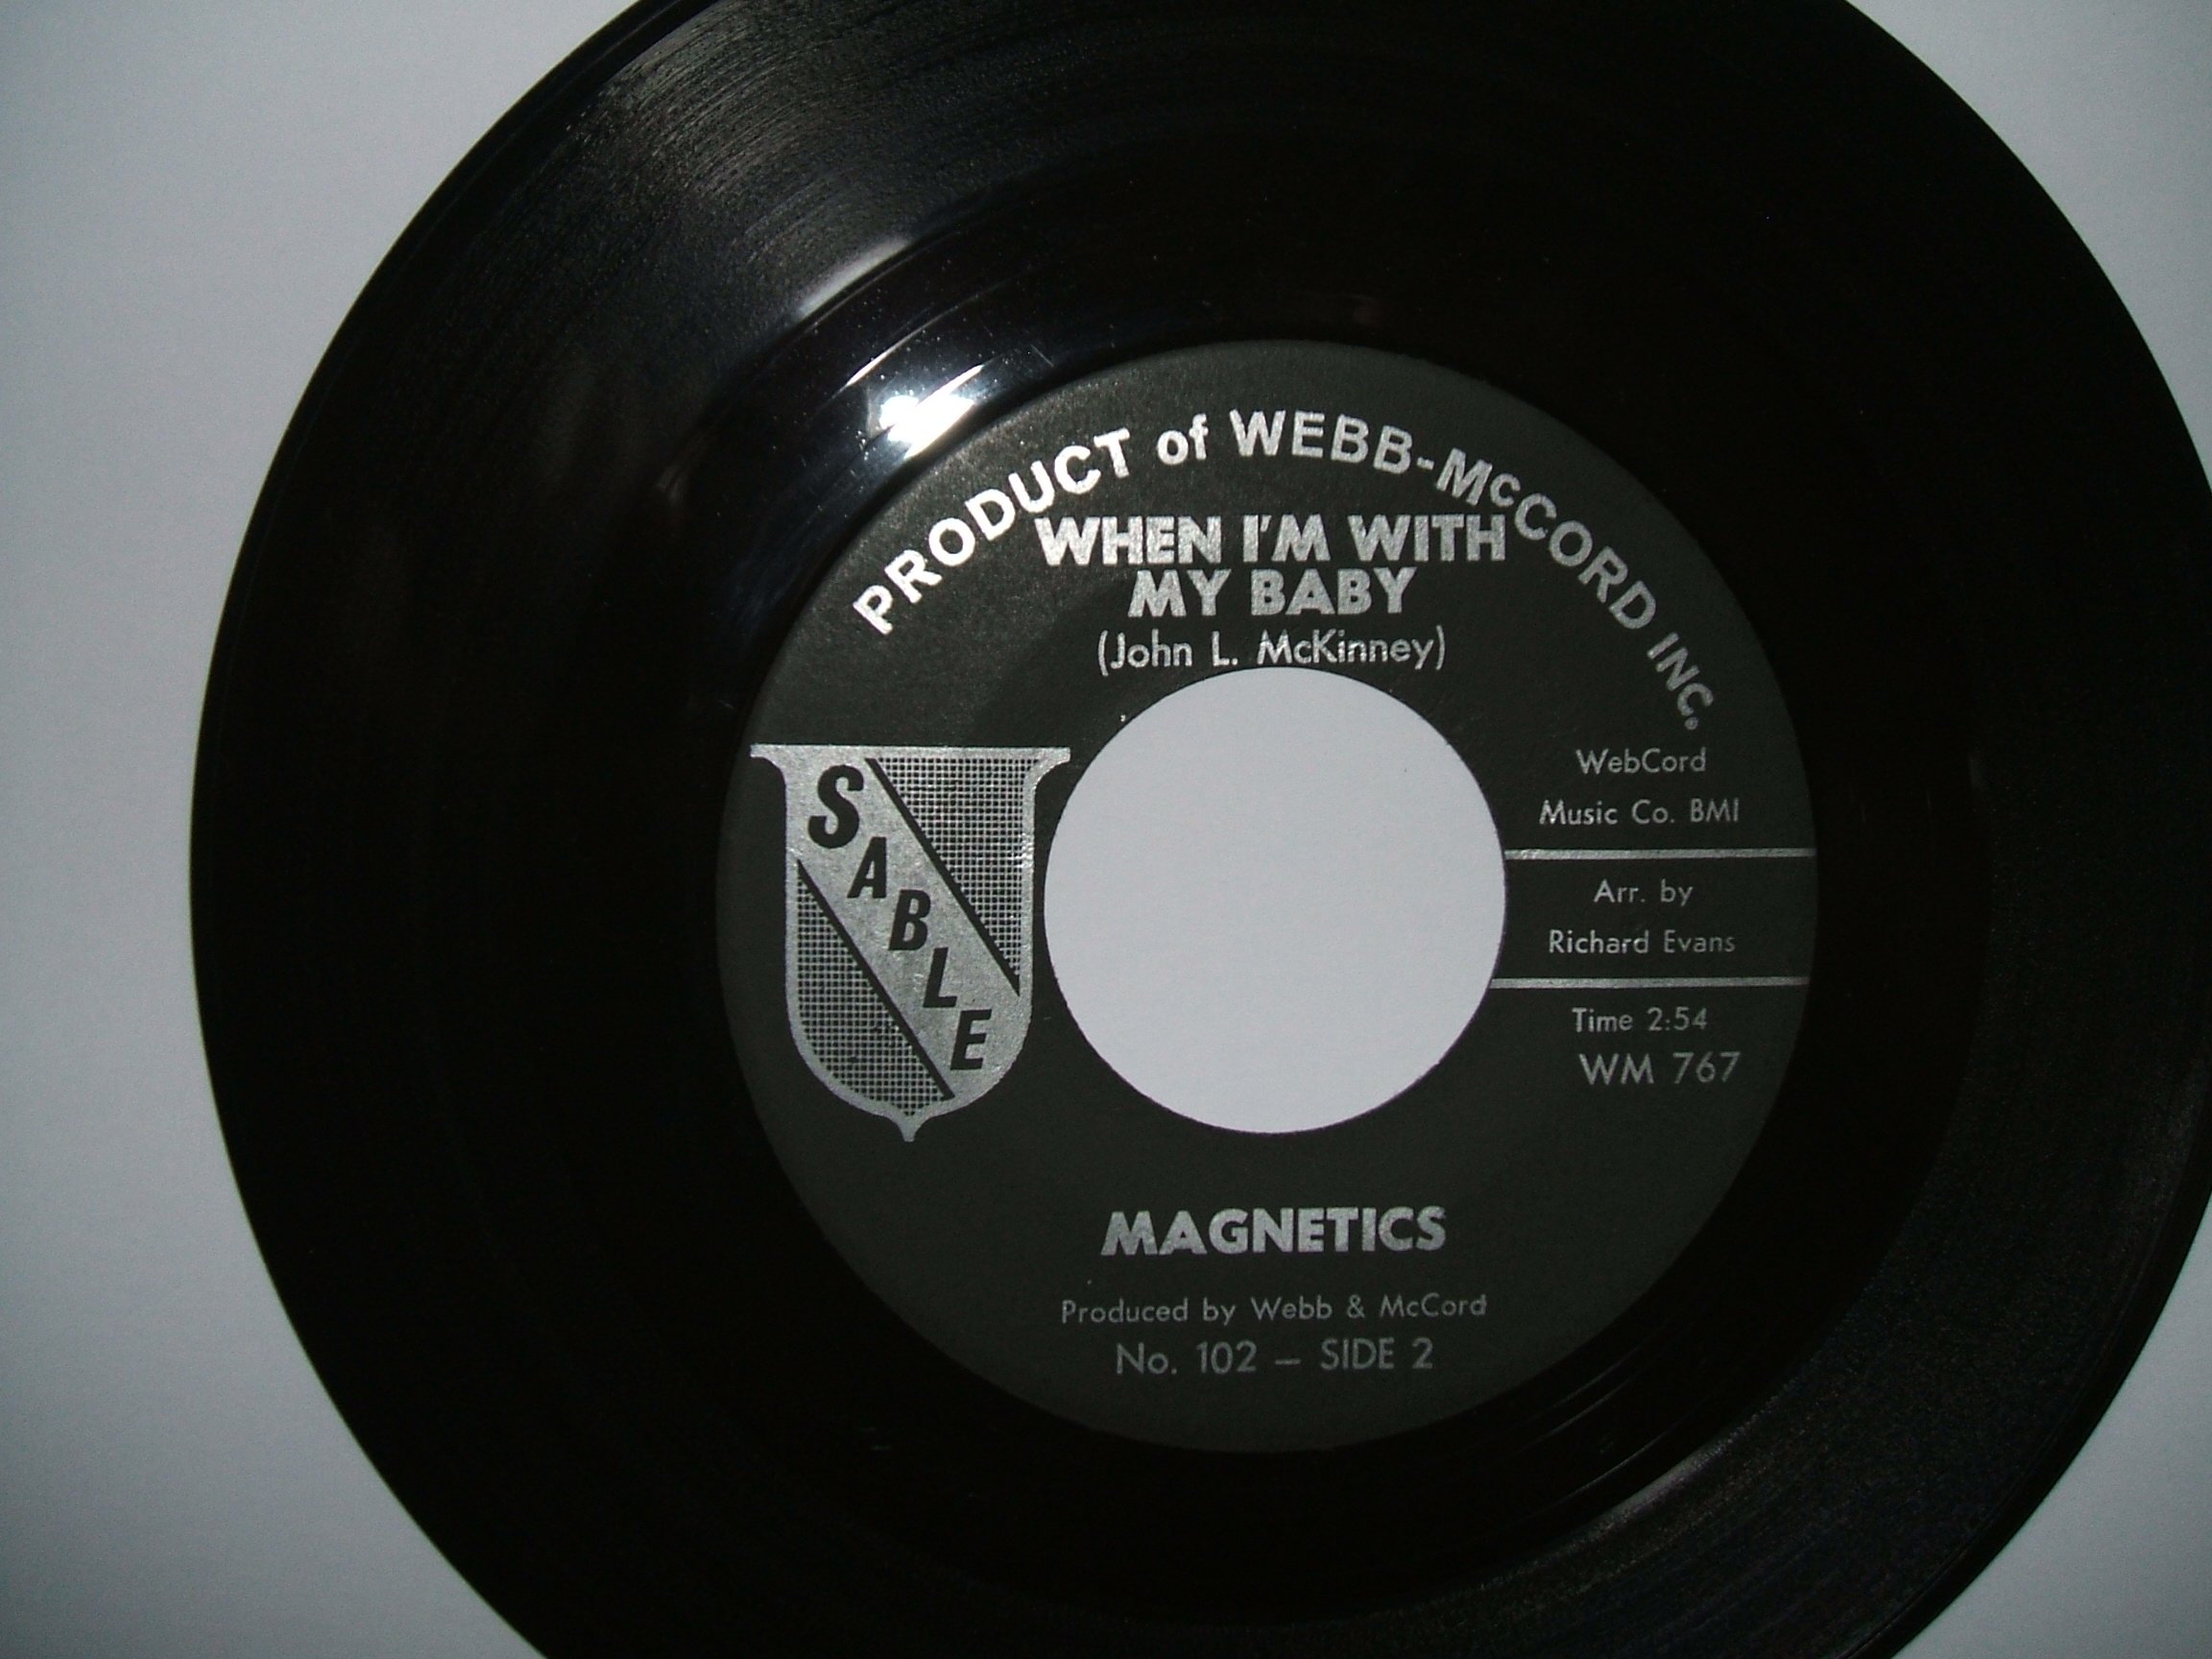 PRODUCT of WEBB-McCORD INC.
WHEN I'M WITH
MY BABY
(John L. McKinney)
SABLE
WebCord
Music Co. BMI
Arr. by
Richard Evans
Time 2:54
WM 767
MAGNETICS
Produced by Webb & McCord
No. 102 – SIDE 2